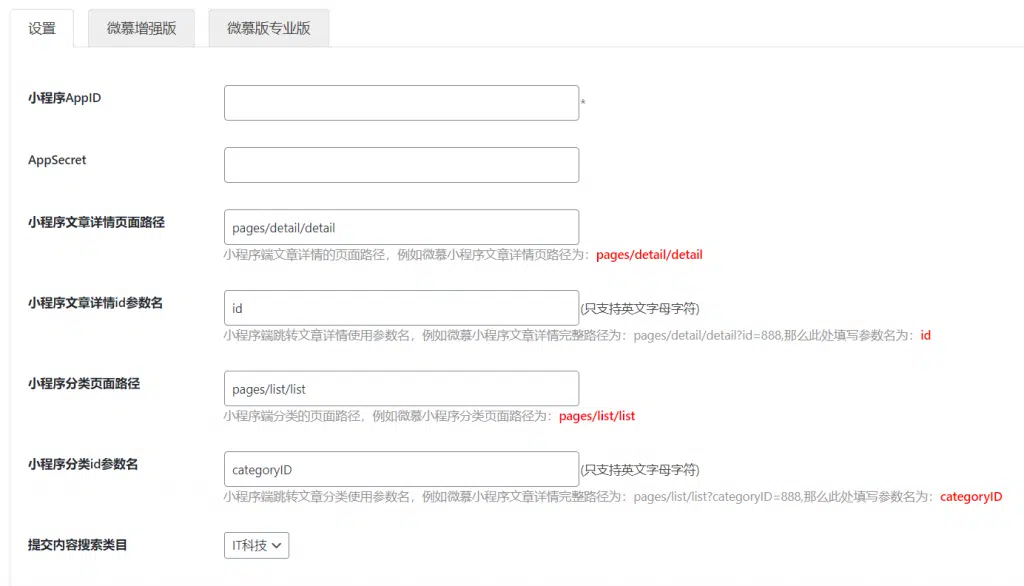 设置 微慕增强版 微慕版专业版
小程序AppID *
AppSecret
小程序文章详情页面路径 pages/detail/detail
小程序端文章详情的页面路径，例如微慕小程序文章详情页路径为：pages/detail/detail
小程序文章详情id参数名 id (只支持英文字母字符)
小程序端跳转文章详情使用参数名，例如微慕小程序文章详情完整路径为：pages/detail/detail?id=888,那么此处填写参数名为：id
小程序分类页面路径 pages/list/list
小程序端分类的页面路径，例如微慕小程序分类页面路径为：pages/list/list
小程序分类id参数名 categoryID (只支持英文字母字符)
小程序端跳转文章分类使用参数名，例如微慕小程序文章详情完整路径为：pages/list/list?categoryID=888,那么此处填写参数名为：categoryID
提交内容搜索类目 IT科技